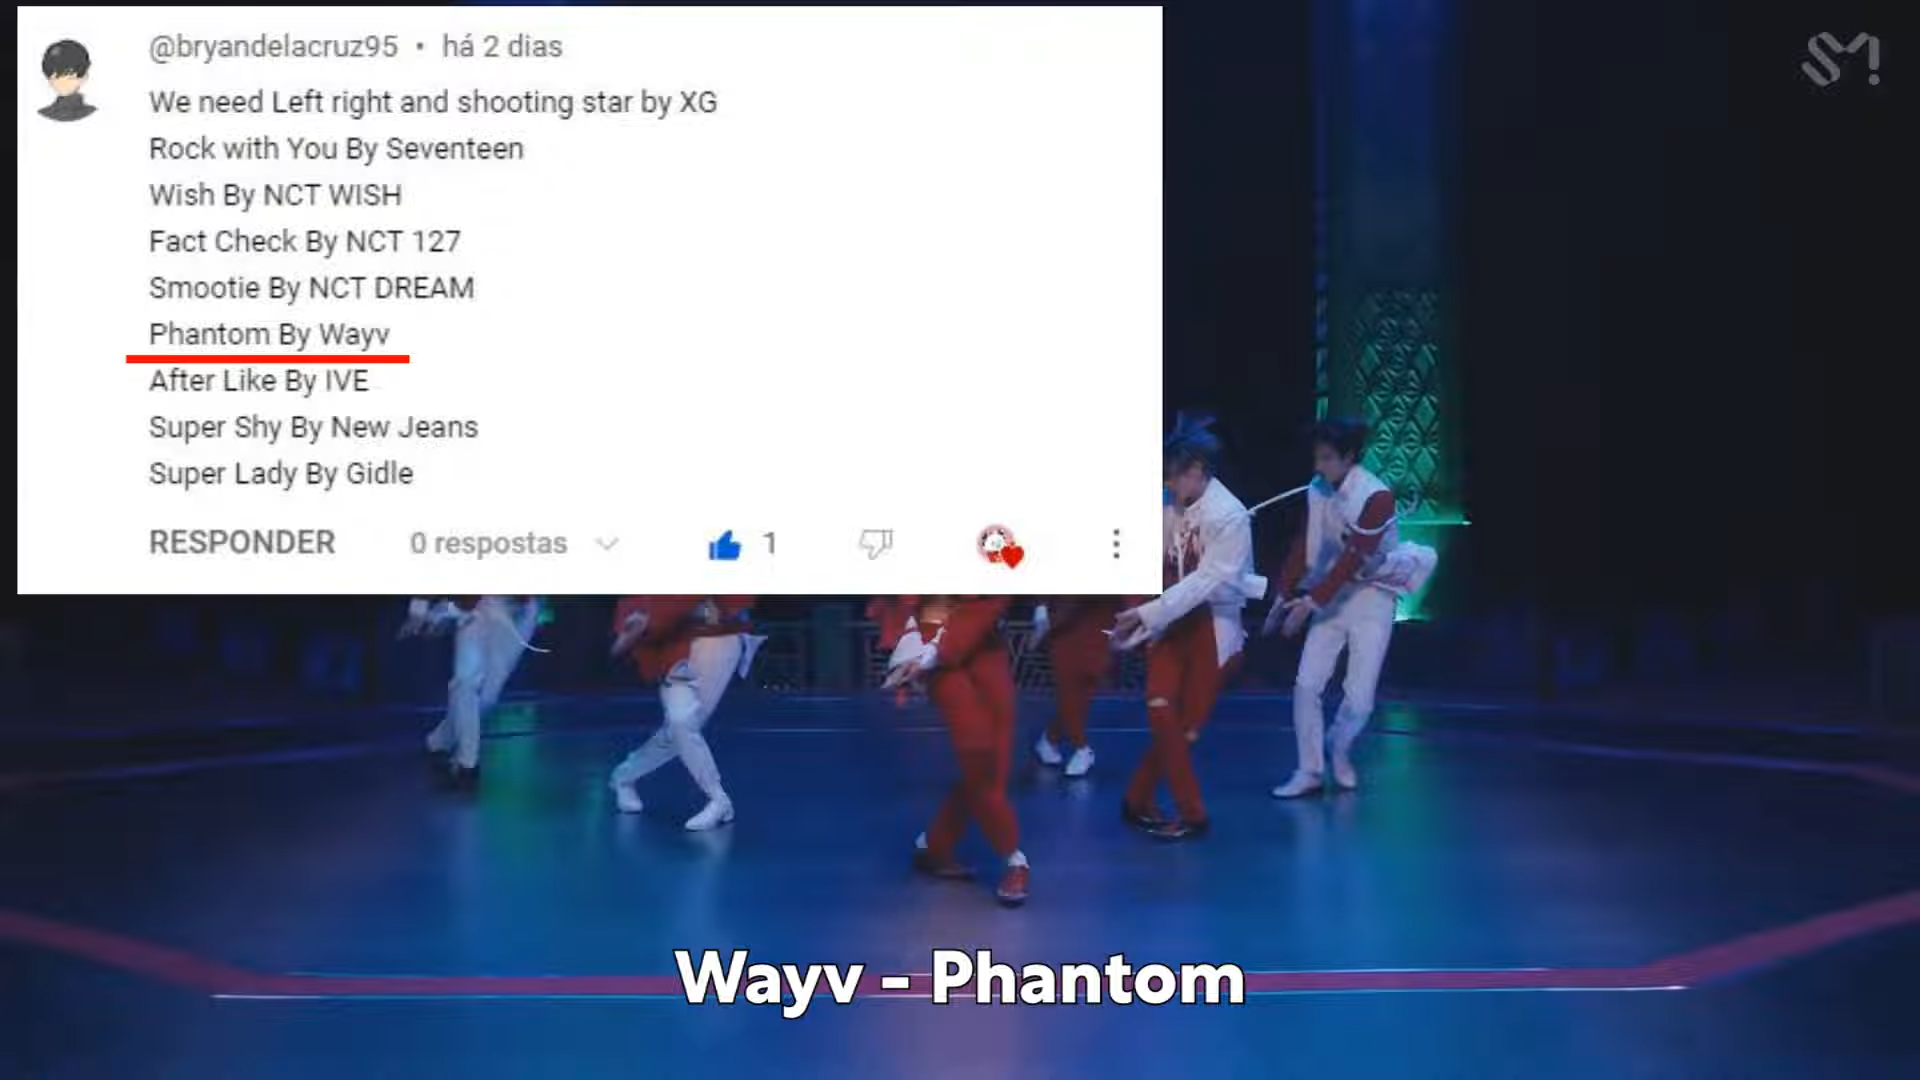 @bryandelacruz95 • há 2 dias
We need Left right and shooting star by XG
Rock with You By Seventeen
Wish By NCT WISH
Fact Check By NCT 127
Smootie By NCT DREAM
Phantom By Wayv
After Like By IVE
Super Shy By New Jeans
Super Lady By Gidle
RESPONDER 0 respostas 1
SM!
Wayv - Phantom